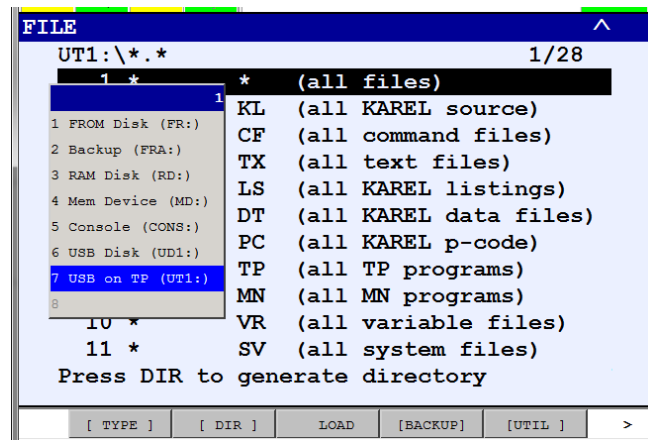 FILE ^
UT1:\*.* 1/28
1 * * (all files)
KL (all KAREL source)
CF (all command files)
TX (all text files)
LS (all KAREL listings)
DT (all KAREL data files)
PC (all KAREL p-code)
TP (all TP programs)
MN (all MN programs)
10 * VR (all variable files)
11 * SV (all system files)
Press DIR to generate directory
1
1 FROM Disk (FR:)
2 Backup (FRA:)
3 RAM Disk (RD:)
4 Mem Device (MD:)
5 Console (CONS:)
6 USB Disk (UD1:)
7 USB on TP (UT1:)
8
[ TYPE ] [ DIR ] LOAD [BACKUP] [UTIL ] >